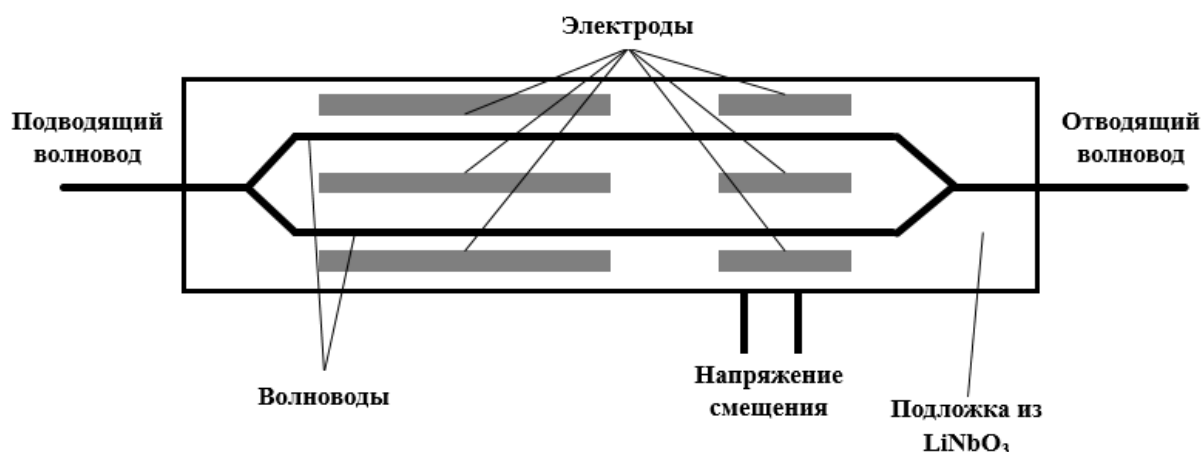 Электроды
Подводящий
волновод
Отводящий
волновод
Волноводы
Напряжение
смещения
Подложка из
LiNbO₃